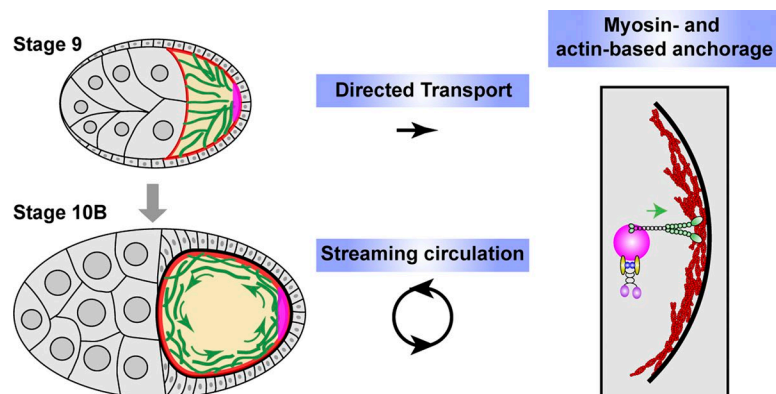 Stage 9
Directed Transport
Stage 10B
Streaming circulation
Myosin- and
actin-based anchorage